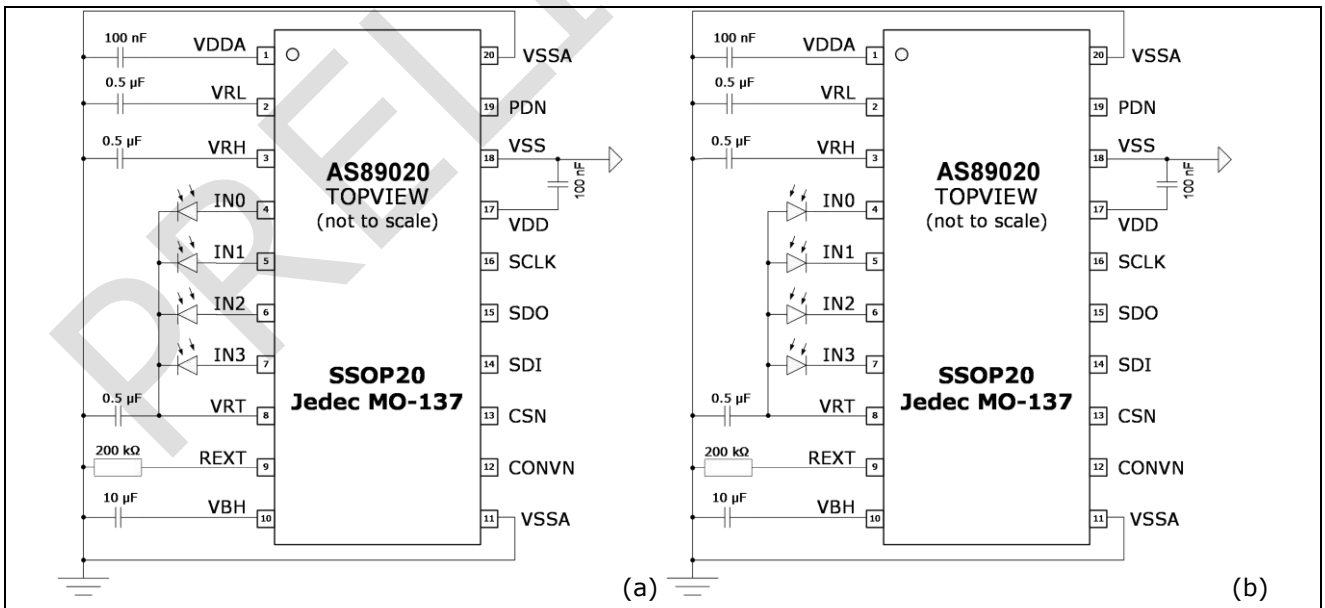 PRELI
100 nF
VDDA
1
20
VSSA
0.5 µF
VRL
2
19
PDN
0.5 µF
VRH
3
18
VSS
100 nF
AS89020
TOPVIEW
(not to scale)
IN0
4
17
VDD
IN1
5
16
SCLK
IN2
6
15
SDO
IN3
7
14
SDI
SSOP20
Jedec MO-137
0.5 µF
VRT
8
13
CSN
200 kΩ
REXT
9
12
CONVN
10 µF
VBH
10
11
VSSA
(a)
100 nF
VDDA
1
20
VSSA
0.5 µF
VRL
2
19
PDN
0.5 µF
VRH
3
18
VSS
100 nF
AS89020
TOPVIEW
(not to scale)
IN0
4
17
VDD
IN1
5
16
SCLK
IN2
6
15
SDO
IN3
7
14
SDI
SSOP20
Jedec MO-137
0.5 µF
VRT
8
13
CSN
200 kΩ
REXT
9
12
CONVN
10 µF
VBH
10
11
VSSA
(b)